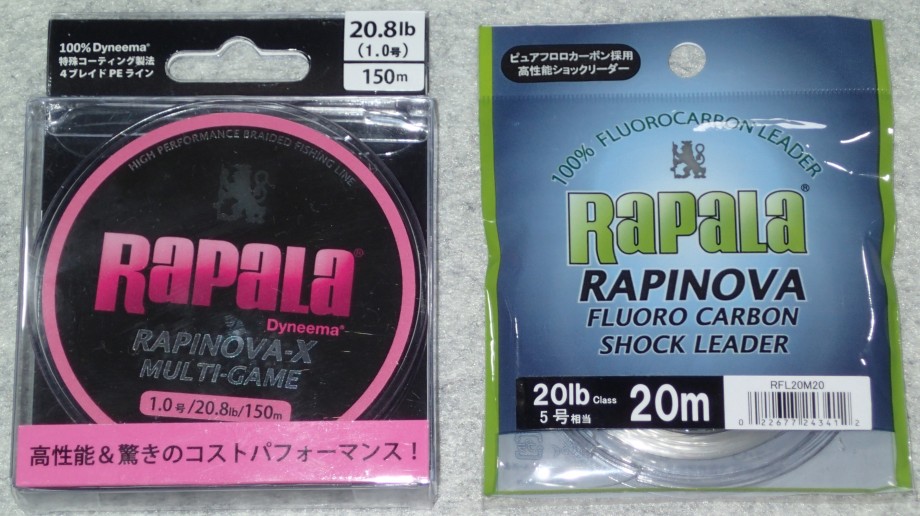 100% Dyneema®
特殊コーティング製法
4ブレイドPEライン
20.8lb
(1.0号)
150m
HIGH PERFORMANCE BRAIDED FISHING LINE
Rapala®
Dyneema®
RAPINOVA-X
MULTI-GAME
1.0号/20.8lb/150m
高性能&驚きのコストパフォーマンス!
ピュアフロロカーボン採用
高性能ショックリーダー
100% FLUOROCARBON LEADER
Rapala®
RAPINOVA
FLUORO CARBON
SHOCK LEADER
20lb Class
5号相当
20m
RFL20M20
0 22677 24341 2